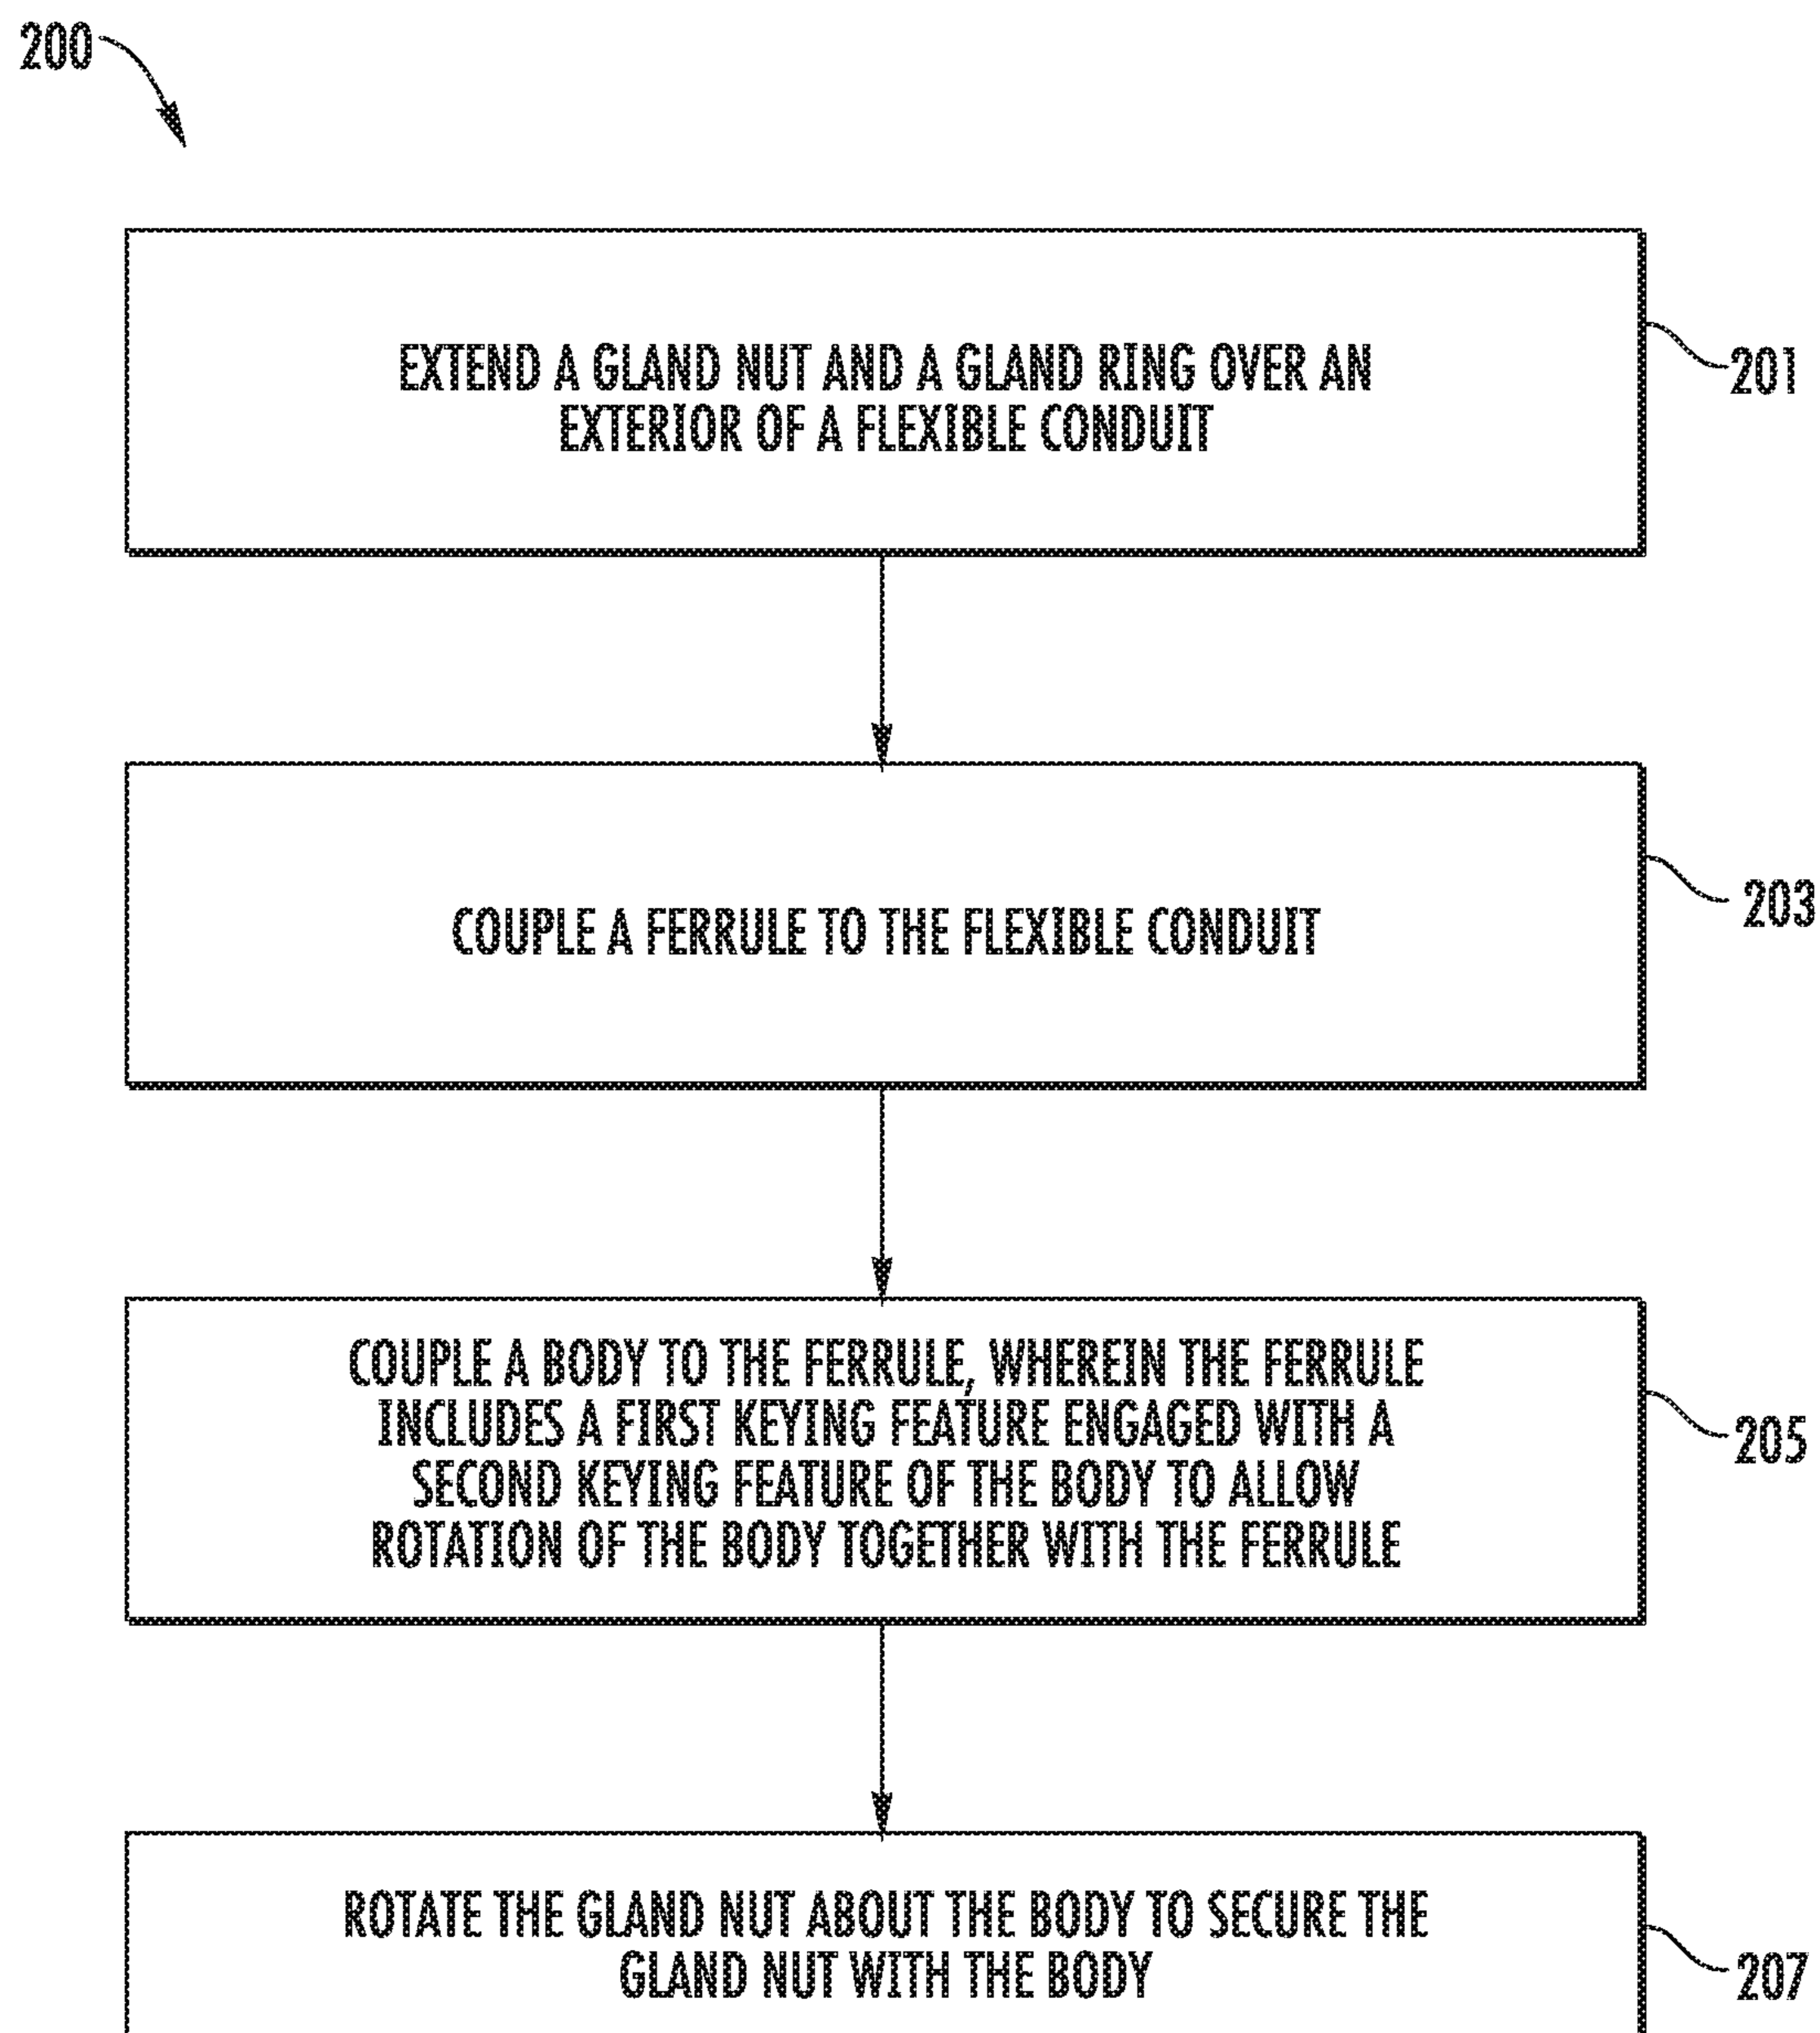 200
EXTEND A GLAND NUT AND A GLAND RING OVER AN
EXTERIOR OF A FLEXIBLE CONDUIT
201
COUPLE A FERRULE TO THE FLEXIBLE CONDUIT
203
COUPLE A BODY TO THE FERRULE, WHEREIN THE FERRULE
INCLUDES A FIRST KEYING FEATURE ENGAGED WITH A
SECOND KEYING FEATURE OF THE BODY TO ALLOW
ROTATION OF THE BODY TOGETHER WITH THE FERRULE
205
ROTATE THE GLAND NUT ABOUT THE BODY TO SECURE THE
GLAND NUT WITH THE BODY
207